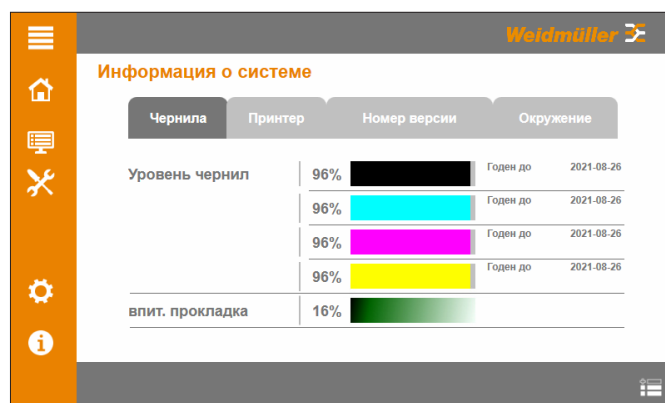 Weidmüller
Информация о системе
Чернила Принтер Номер версии Окружение
Уровень чернил 96% Годен до 2021-08-26
96% Годен до 2021-08-26
96% Годен до 2021-08-26
96% Годен до 2021-08-26
впит. прокладка 16%